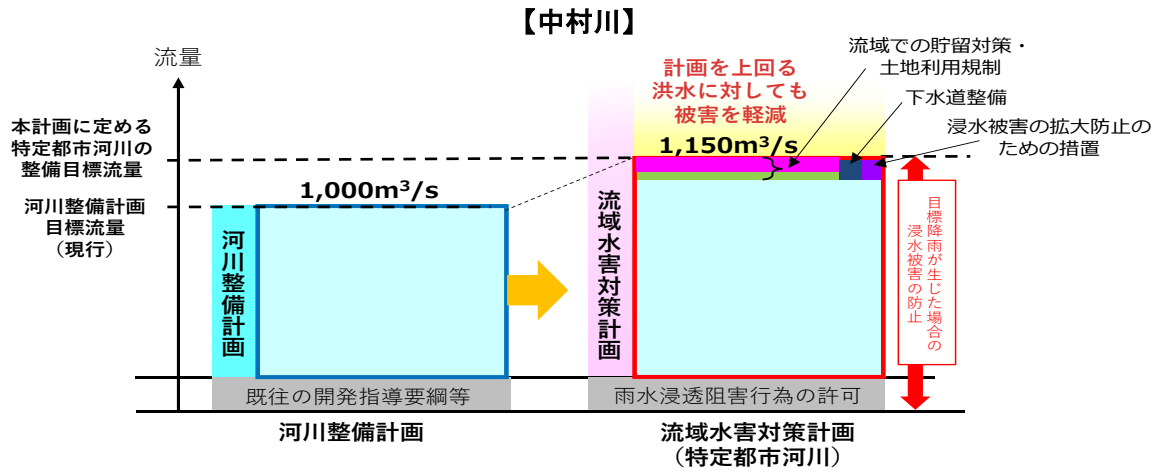 【中村川】
流量
本計画に定める
特定都市河川の
整備目標流量
河川整備計画
目標流量
（現行）
1,000m³/s
河川整備計画
既往の開発指導要綱等
河川整備計画
計画を上回る
洪水に対しても
被害を軽減
1,150m³/s
流域での貯留対策・
土地利用規制
下水道整備
浸水被害の拡大防止の
ための措置
流域水害対策計画
目標降雨が生じた場合の
浸水被害の防止
雨水浸透阻害行為の許可
流域水害対策計画
（特定都市河川）